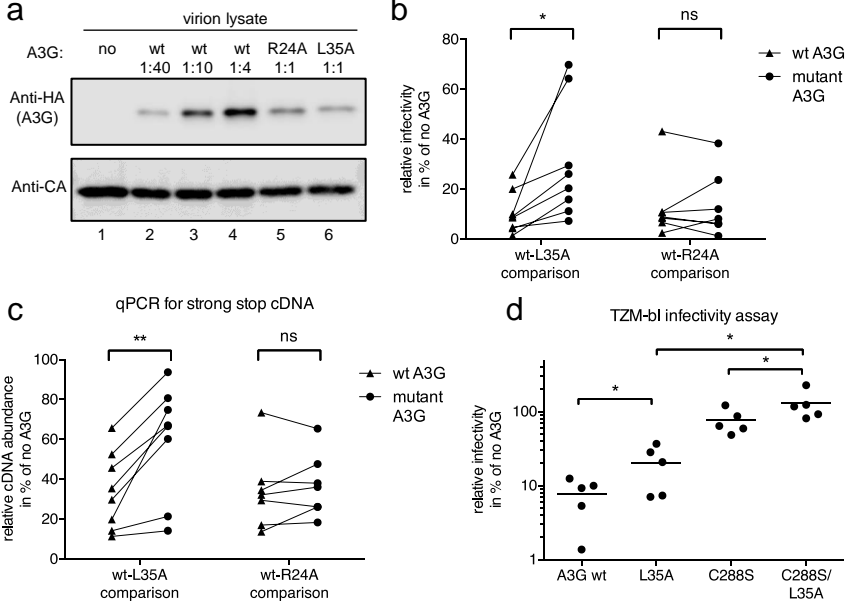 a
virion lysate
A3G: no wt wt wt R24A L35A
1:40 1:10 1:4 1:1 1:1
Anti-HA
(A3G)
Anti-CA
1 2 3 4 5 6
b
* ns
wt A3G
mutant
A3G
relative infectivity
in % of no A3G
80
60
40
20
0
wt-L35A wt-R24A
comparison comparison
c
qPCR for strong stop cDNA
** ns
wt A3G
mutant
A3G
relative cDNA abundance
in % of no A3G
100
80
60
40
20
0
wt-L35A wt-R24A
comparison comparison
d
TZM-bl infectivity assay
*
*
*
relative infectivity
in % of no A3G
100
10
1
A3G wt L35A C288S C288S/
L35A